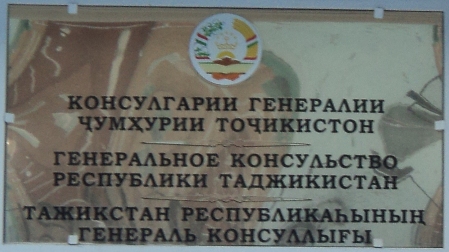 КОНСУЛГАРИИ ГЕНЕРАЛИИ
ҶУМҲУРИИ ТОҶИКИСТОН
ГЕНЕРАЛЬНОЕ КОНСУЛЬСТВО
РЕСПУБЛИКИ ТАДЖИКИСТАН
ТАЖИКСТАН РЕСПУБЛИКАҺЫНЫҢ
ГЕНЕРАЛЬ КОНСУЛЛЫҒЫ